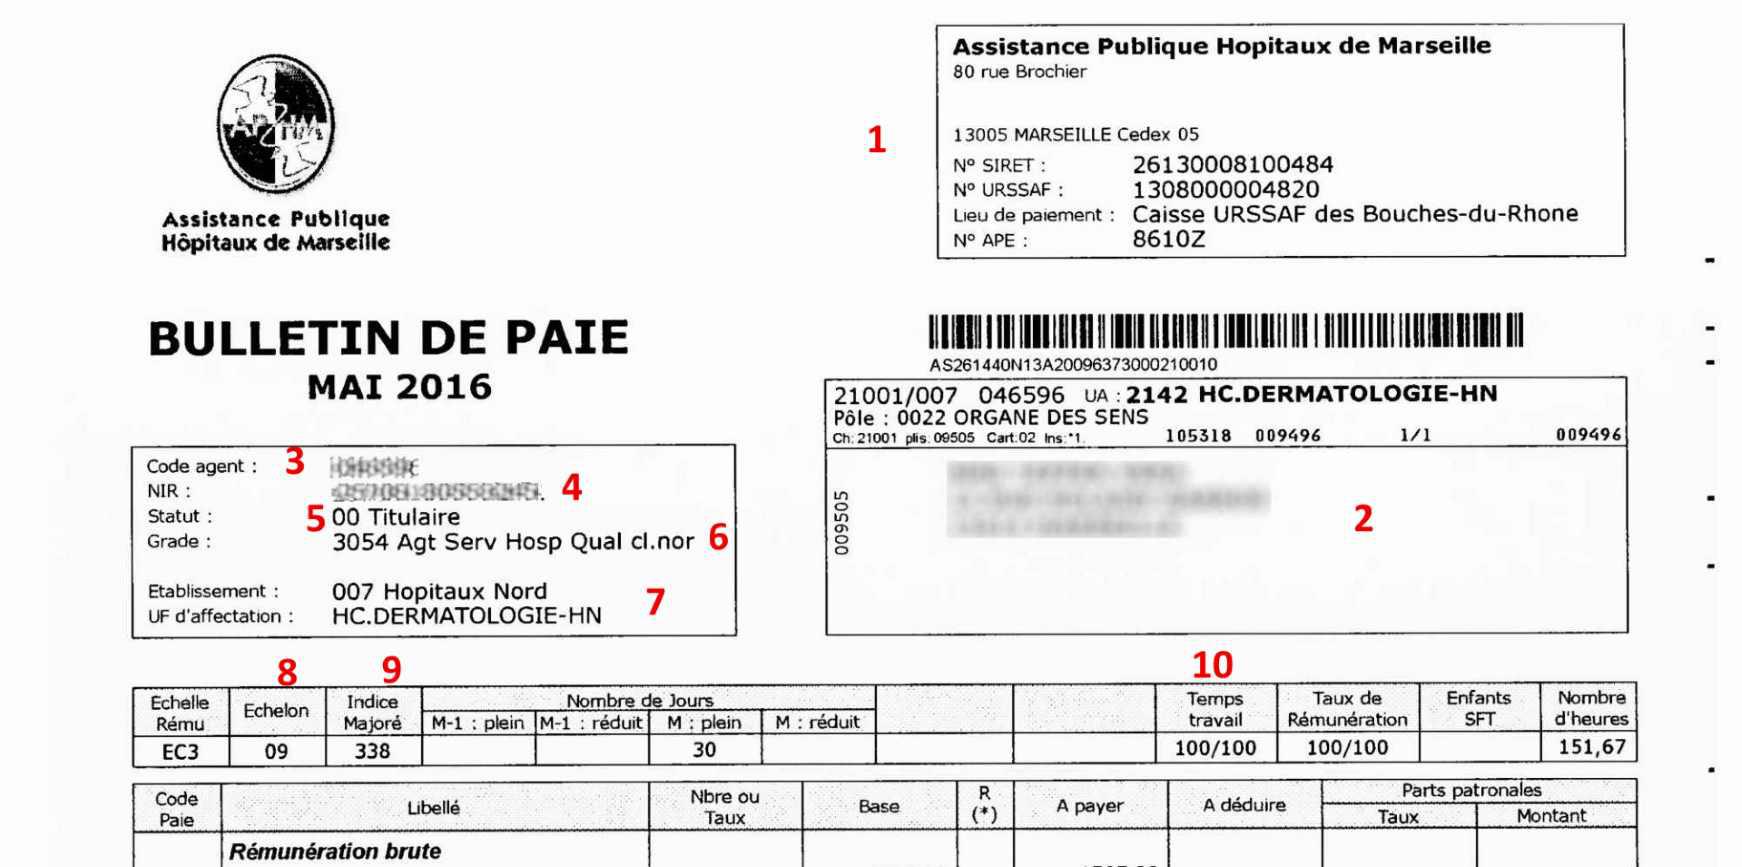 Assistance Publique
Hôpitaux de Marseille
1
Assistance Publique Hopitaux de Marseille
80 rue Brochier
13005 MARSEILLE Cedex 05
Nº SIRET : 26130008100484
Nº URSSAF : 1308000004820
Lieu de paiement : Caisse URSSAF des Bouches-du-Rhone
Nº APE : 8610Z
BULLETIN DE PAIE
MAI 2016
AS261440N13A20096373000210010
21001/007 046596 UA : 2142 HC.DERMATOLOGIE-HN
Pôle : 0022 ORGANE DES SENS
Ch: 21001 plis: 09505 Cart:02 Ins:*1. 105318 009496 1/1 009496
009505
2
Code agent : 3
NIR : 4
Statut : 5 00 Titulaire
Grade : 3054 Agt Serv Hosp Qual cl.nor 6
Etablissement : 007 Hopitaux Nord
7
UF d'affectation : HC.DERMATOLOGIE-HN
8 9 10
Echelle Rému Echelon Indice Majoré Nombre de Jours Temps travail Taux de Rémunération Enfants SFT Nombre d'heures
M-1 : plein M-1 : réduit M : plein M : réduit
EC3 09 338 30 100/100 100/100 151,67
Code Paie Libellé Nbre ou Taux Base R (*) A payer A déduire Parts patronales
Taux Montant
Rémunération brute